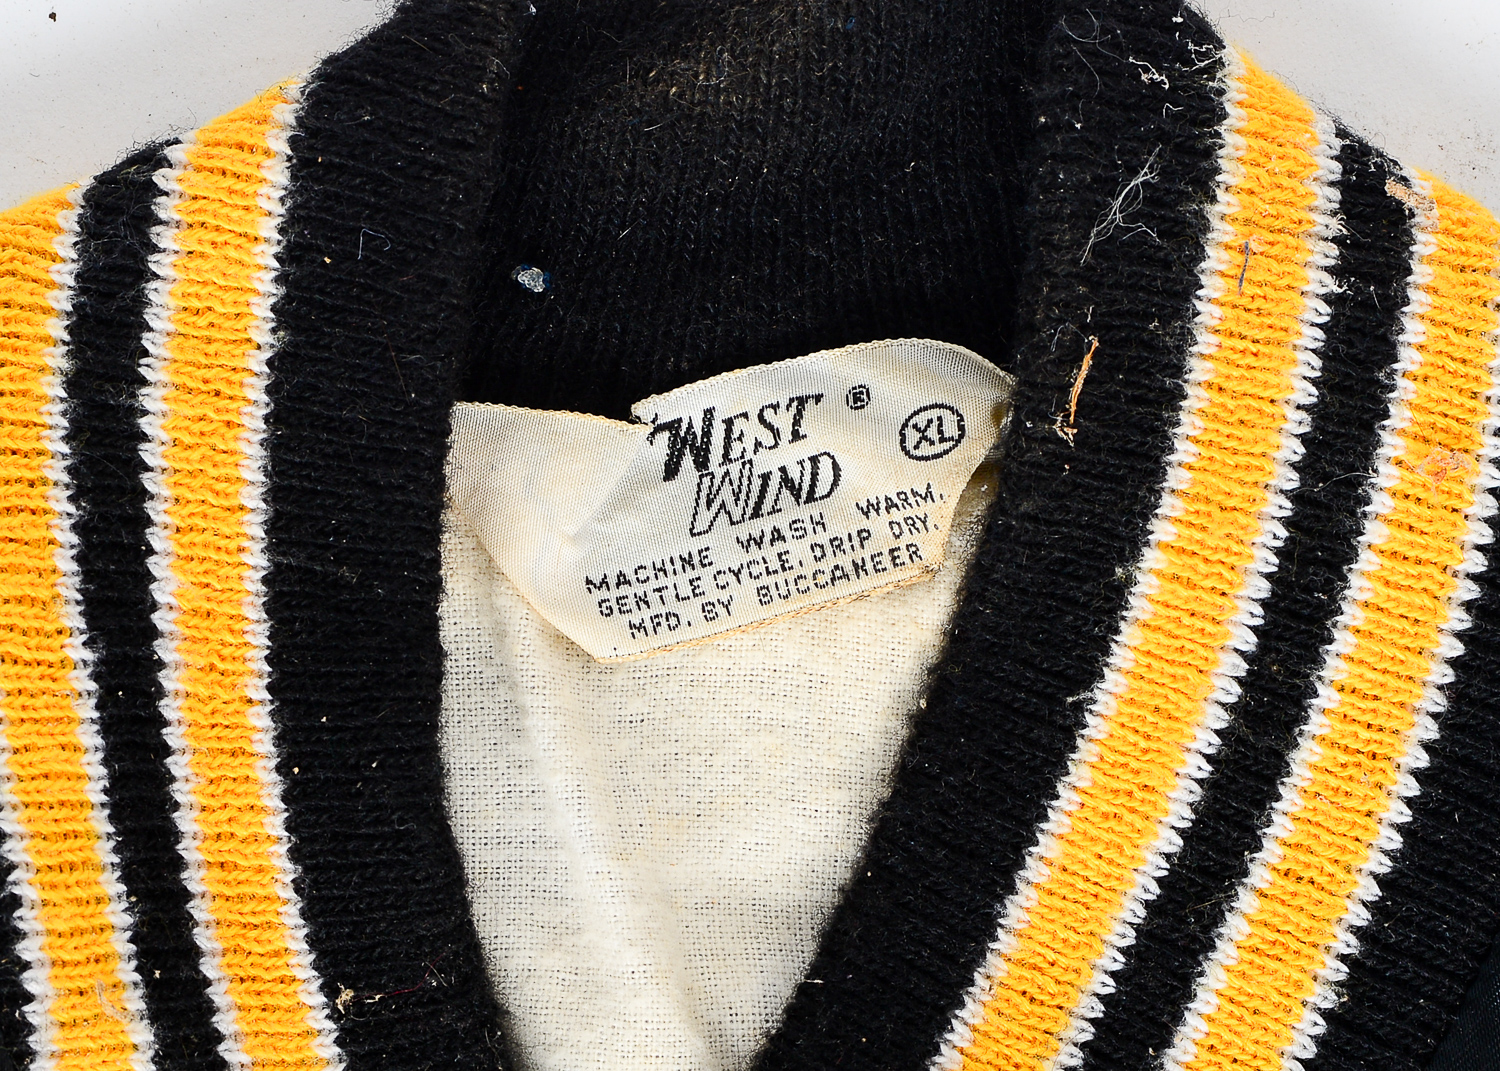 WEST ®
WIND
XL
MACHINE WASH WARM.
GENTLE CYCLE, DRIP DRY.
MFD. BY BUCCANEER